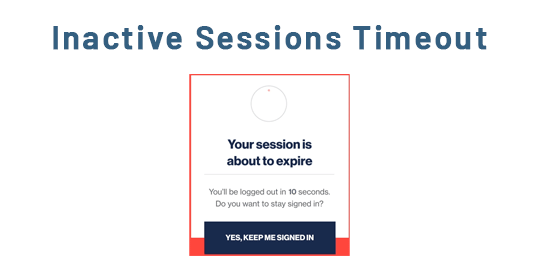 Inactive Sessions Timeout
Your session is
about to expire
You'll be logged out in 10 seconds.
Do you want to stay signed in?
YES, KEEP ME SIGNED IN